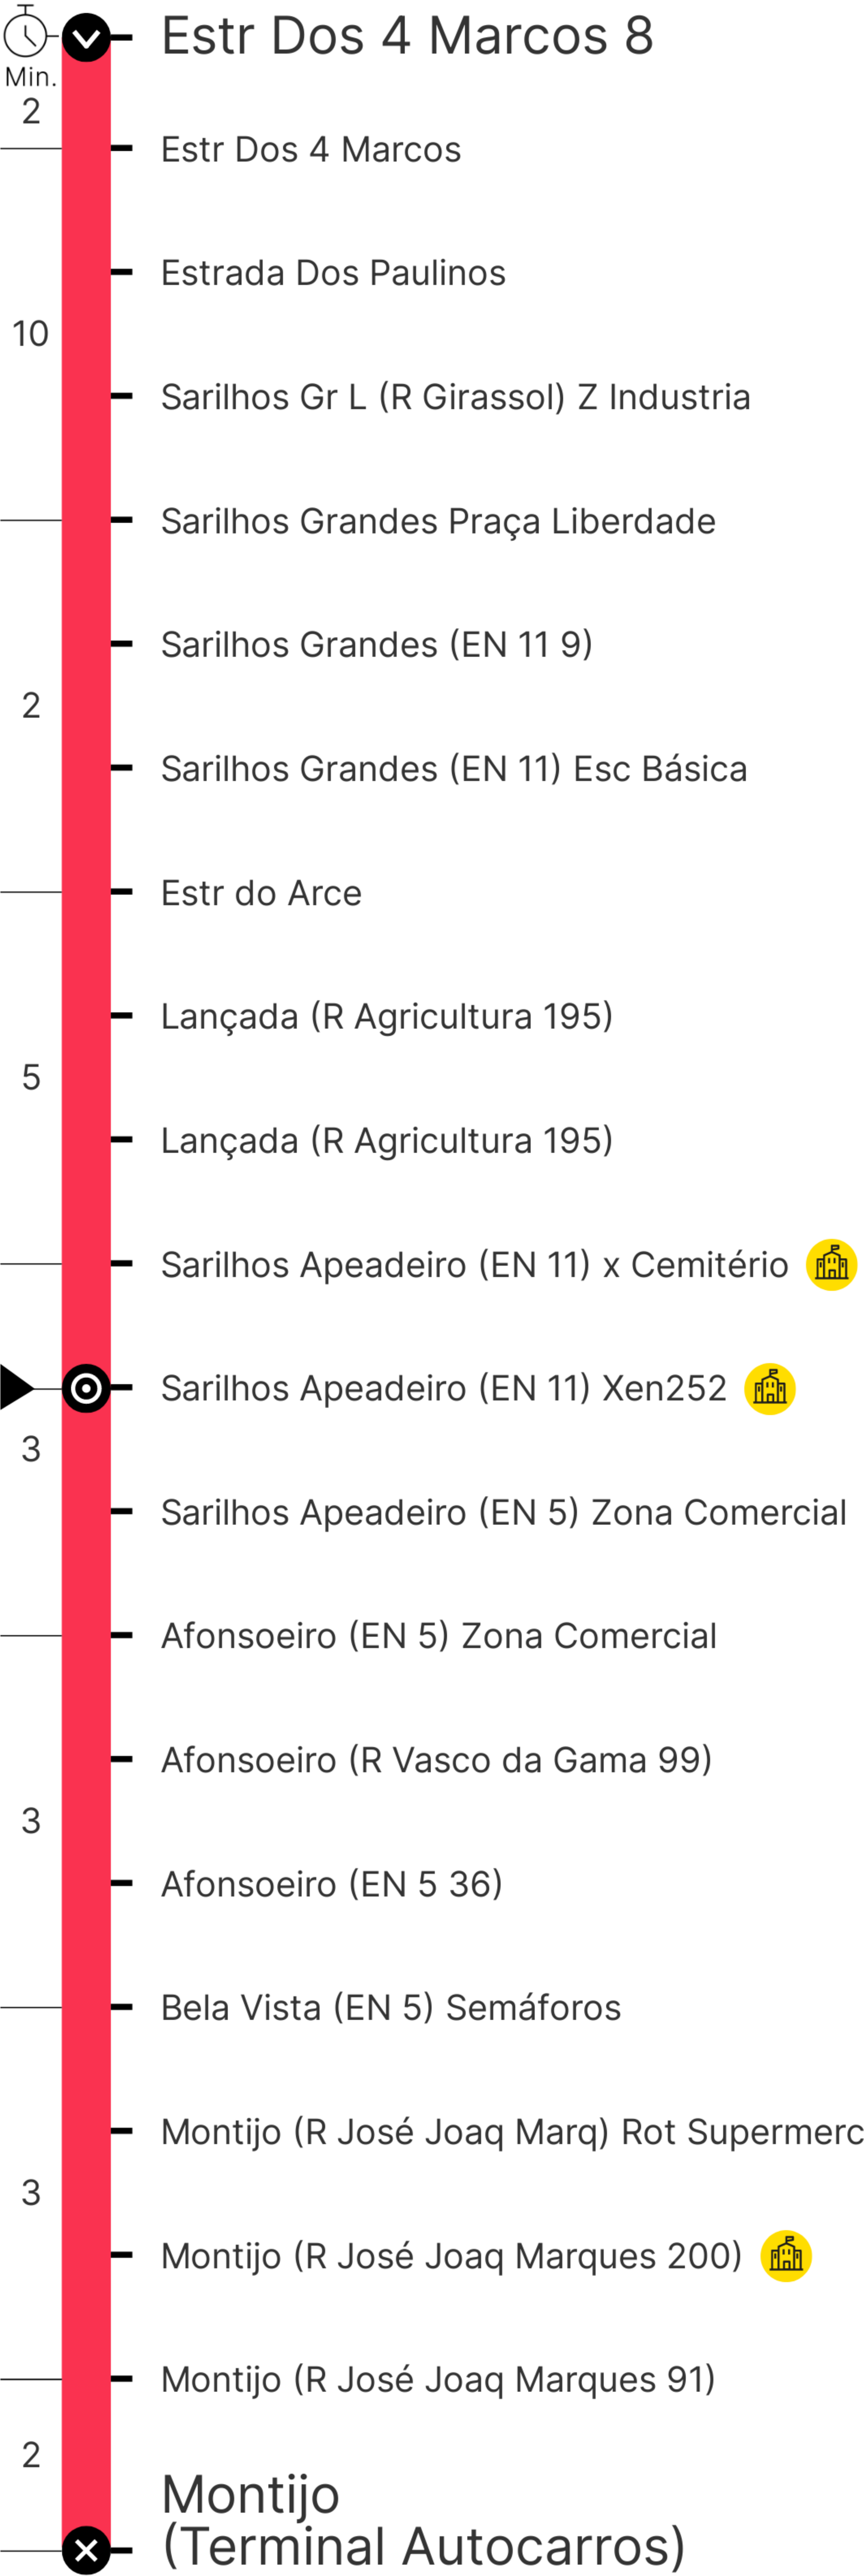 Estr Dos 4 Marcos 8
Min.
2
Estr Dos 4 Marcos
Estrada Dos Paulinos
10
Sarilhos Gr L (R Girassol) Z Industria
Sarilhos Grandes Praça Liberdade
Sarilhos Grandes (EN 11 9)
2
Sarilhos Grandes (EN 11) Esc Básica
Estr do Arce
Lançada (R Agricultura 195)
5
Lançada (R Agricultura 195)
Sarilhos Apeadeiro (EN 11) x Cemitério
Sarilhos Apeadeiro (EN 11) Xen252
3
Sarilhos Apeadeiro (EN 5) Zona Comercial
Afonsoeiro (EN 5) Zona Comercial
Afonsoeiro (R Vasco da Gama 99)
3
Afonsoeiro (EN 5 36)
Bela Vista (EN 5) Semáforos
Montijo (R José Joaq Marq) Rot Supermerc
3
Montijo (R José Joaq Marques 200)
Montijo (R José Joaq Marques 91)
2
Montijo
(Terminal Autocarros)